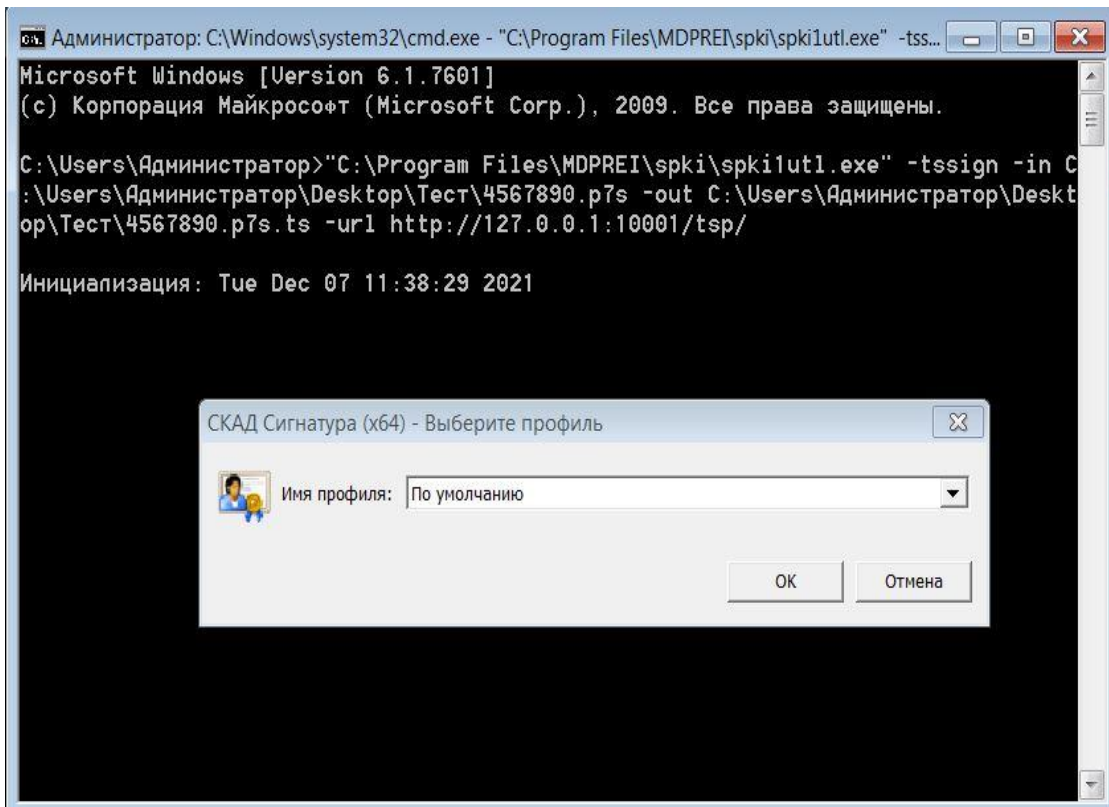 Администратор: C:\Windows\system32\cmd.exe - "C:\Program Files\MDPREI\spki\spki1utl.exe" -tss...
Microsoft Windows [Version 6.1.7601]
(c) Корпорация Майкрософт (Microsoft Corp.), 2009. Все права защищены.
C:\Users\Администратор>"C:\Program Files\MDPREI\spki\spki1utl.exe" -tssign -in C
:\Users\Администратор\Desktop\Тест\4567890.p7s -out C:\Users\Администратор\Deskt
op\Тест\4567890.p7s.ts -url http://127.0.0.1:10001/tsp/
Инициализация: Tue Dec 07 11:38:29 2021
СКАД Сигнатура (x64) - Выберите профиль
Имя профиля: По умолчанию
ОК Отмена